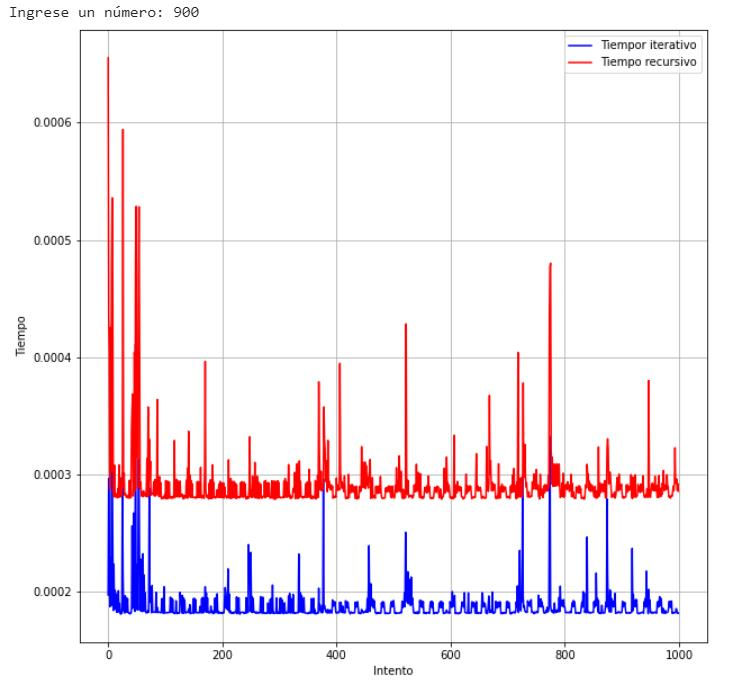 Ingrese un número: 900
Tiempor iterativo
Tiempo recursivo
0.0006
0.0005
0.0004
0.0003
0.0002
Tiempo
0
200
400
600
800
1000
Intento